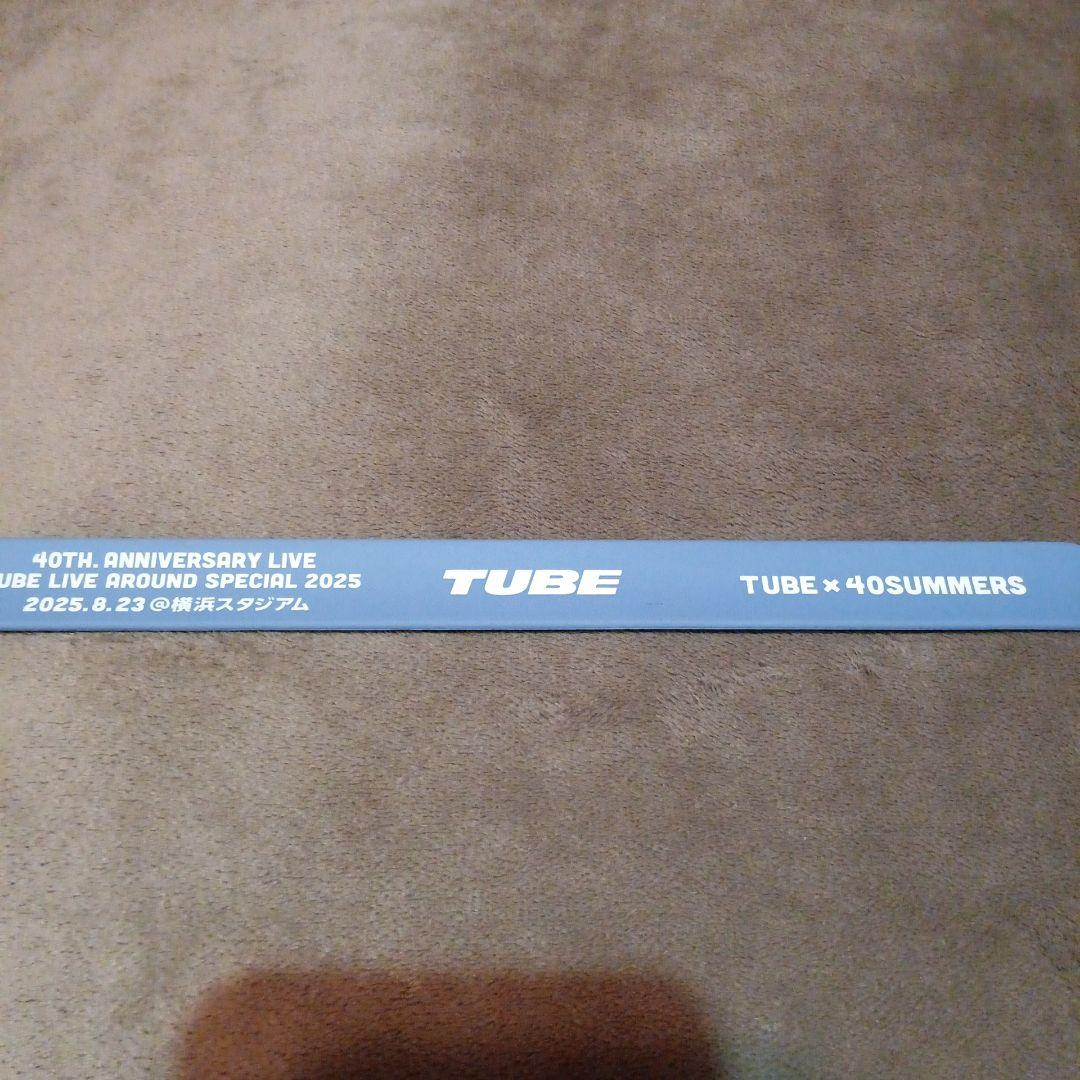 40TH. ANNIVERSARY LIVE
UBE LIVE AROUND SPECIAL 2025
2025.8.23 @横浜スタジアム
TUBE
TUBE × 40SUMMERS